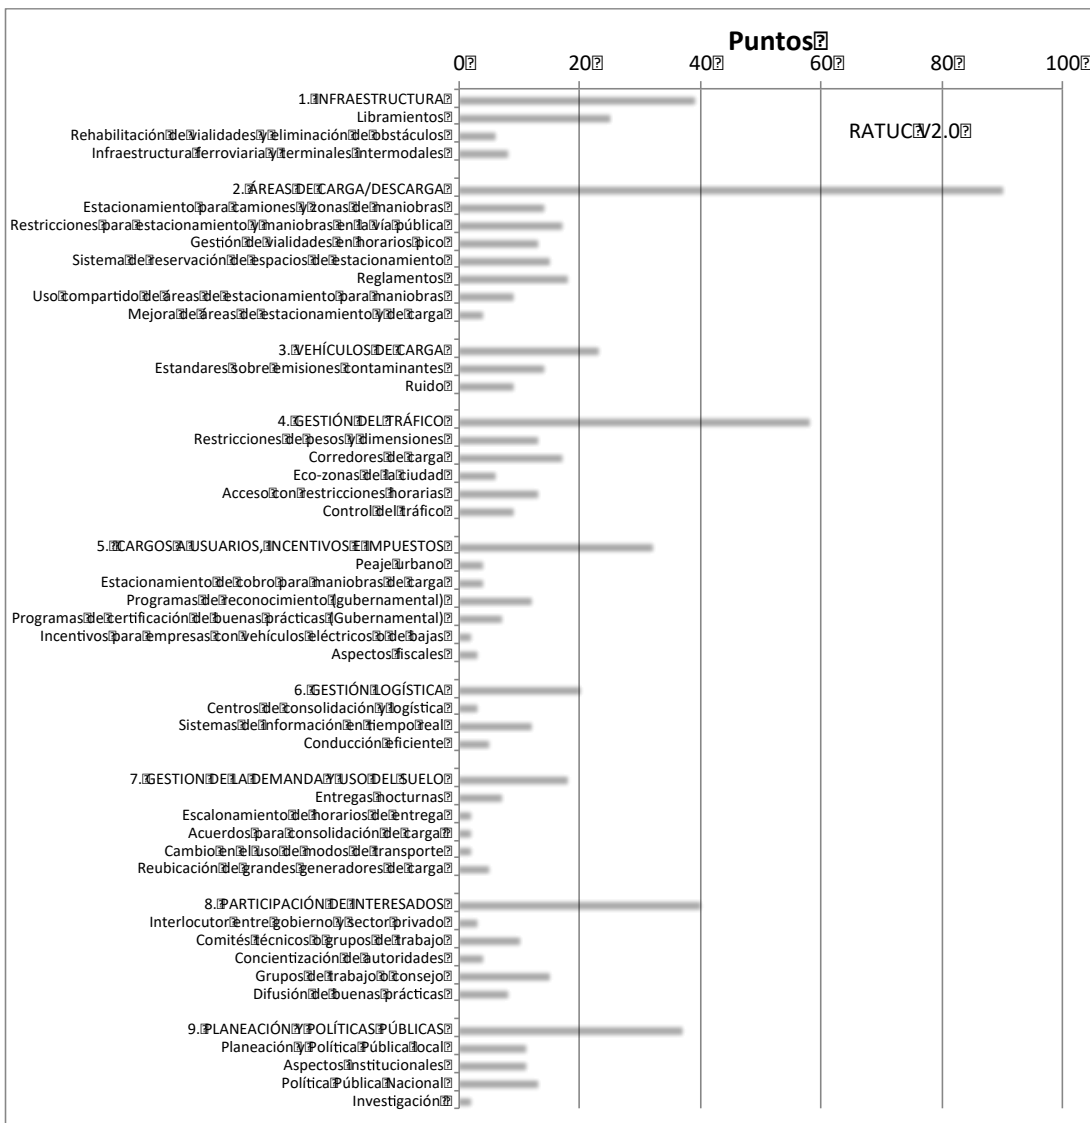 Puntos
0 20 40 60 80 100
1. INFRAESTRUCTURA
Libramientos
RATUC V2.0
Rehabilitación de vialidades y eliminación de obstáculos
Infraestructura ferroviaria y terminales intermodales
2. ÁREAS DE CARGA/DESCARGA
Estacionamiento para camiones y zonas de maniobras
Restricciones para estacionamiento y maniobras en la vía pública
Gestión de vialidades en horarios pico
Sistema de reservación de espacios de estacionamiento
Reglamentos
Uso compartido de áreas de estacionamiento para maniobras
Mejora de áreas de estacionamiento y de carga
3. VEHÍCULOS DE CARGA
Estandares sobre emisiones contaminantes
Ruido
4. GESTIÓN DEL TRÁFICO
Restricciones de pesos y dimensiones
Corredores de carga
Eco-zonas de la ciudad
Acceso con restricciones horarias
Control del tráfico
5. CARGOS A USUARIOS, INCENTIVOS E IMPUESTOS
Peaje urbano
Estacionamiento de cobro para maniobras de carga
Programas de reconocimiento (gubernamental)
Programas de certificación de buenas prácticas (Gubernamental)
Incentivos para empresas con vehículos eléctricos o de bajas
Aspectos fiscales
6. GESTIÓN LOGÍSTICA
Centros de consolidación y logística
Sistemas de información en tiempo real
Conducción eficiente
7. GESTION DE LA DEMANDA Y USO DEL SUELO
Entregas nocturnas
Escalonamiento de horarios de entrega
Acuerdos para consolidación de carga
Cambio en el uso de modos de transporte
Reubicación de grandes generadores de carga
8. PARTICIPACIÓN DE INTERESADOS
Interlocutor entre gobierno y sector privado
Comités técnicos o grupos de trabajo
Concientización de autoridades
Grupos de trabajo o consejo
Difusión de buenas prácticas
9. PLANEACIÓN Y POLÍTICAS PÚBLICAS
Planeación y Política Pública local
Aspectos institucionales
Política Pública Nacional
Investigación